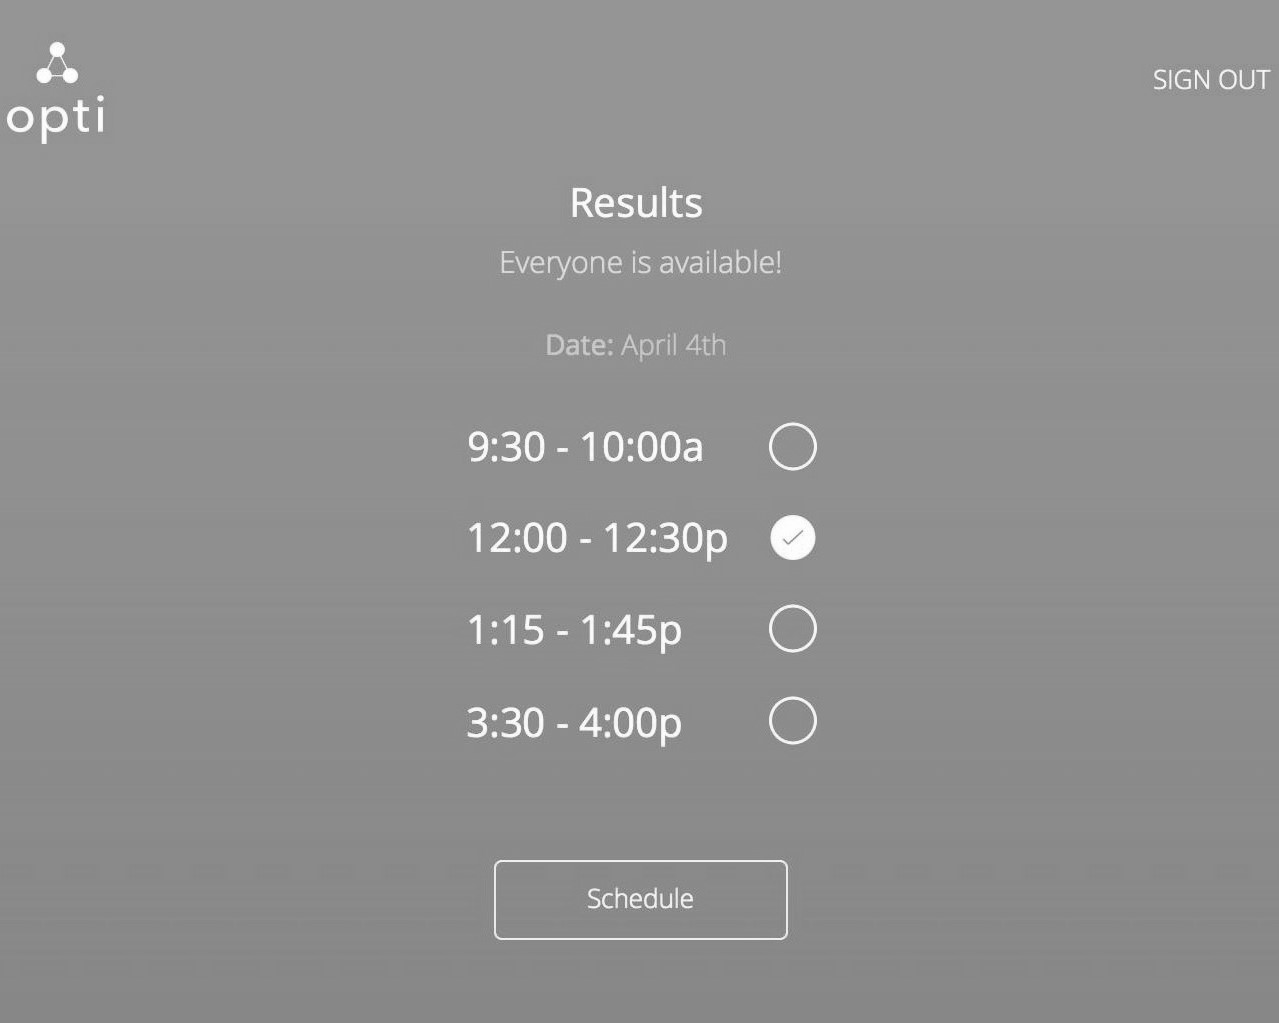 opti
SIGN OUT
Results
Everyone is available!
Date: April 4th
9:30 - 10:00a
12:00 - 12:30p
1:15 - 1:45p
3:30 - 4:00p
Schedule